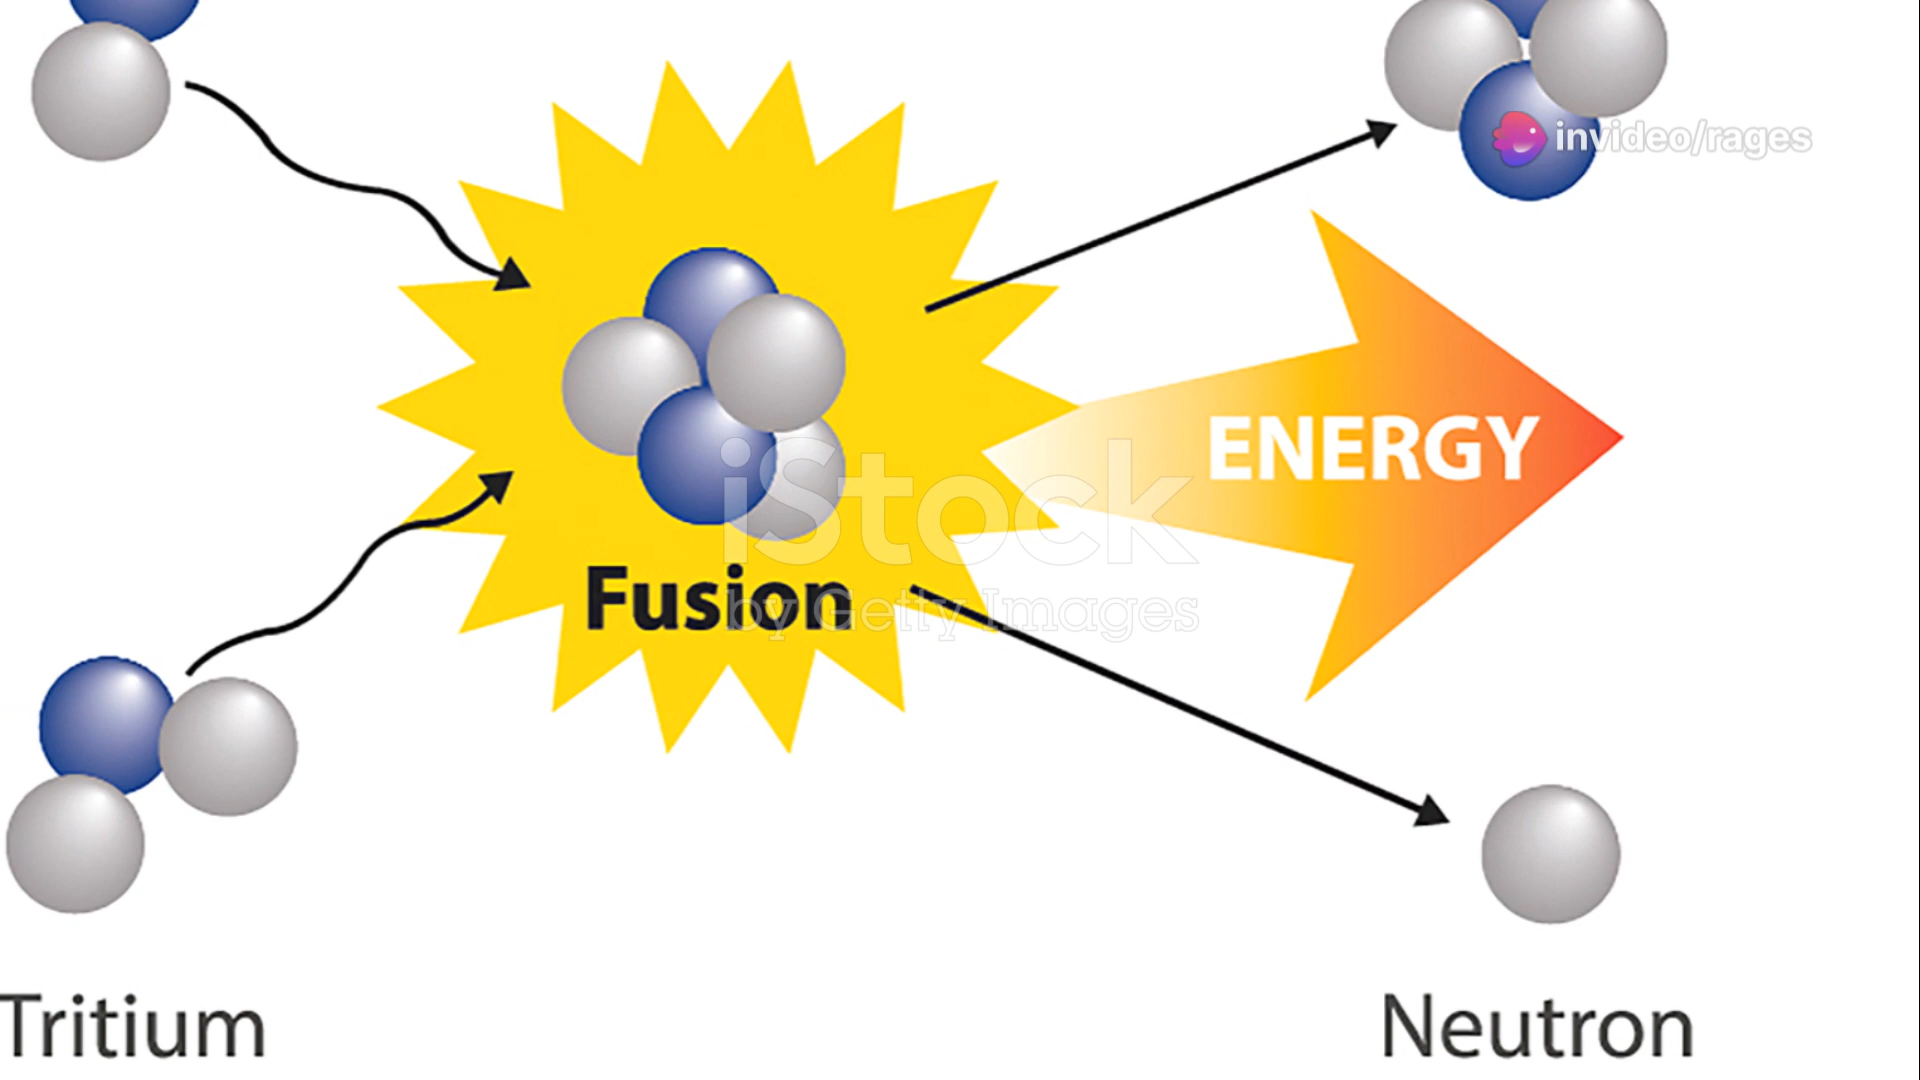 invideo/rages
ENERGY
iStock
Fusion
by Getty Images
Tritium
Neutron